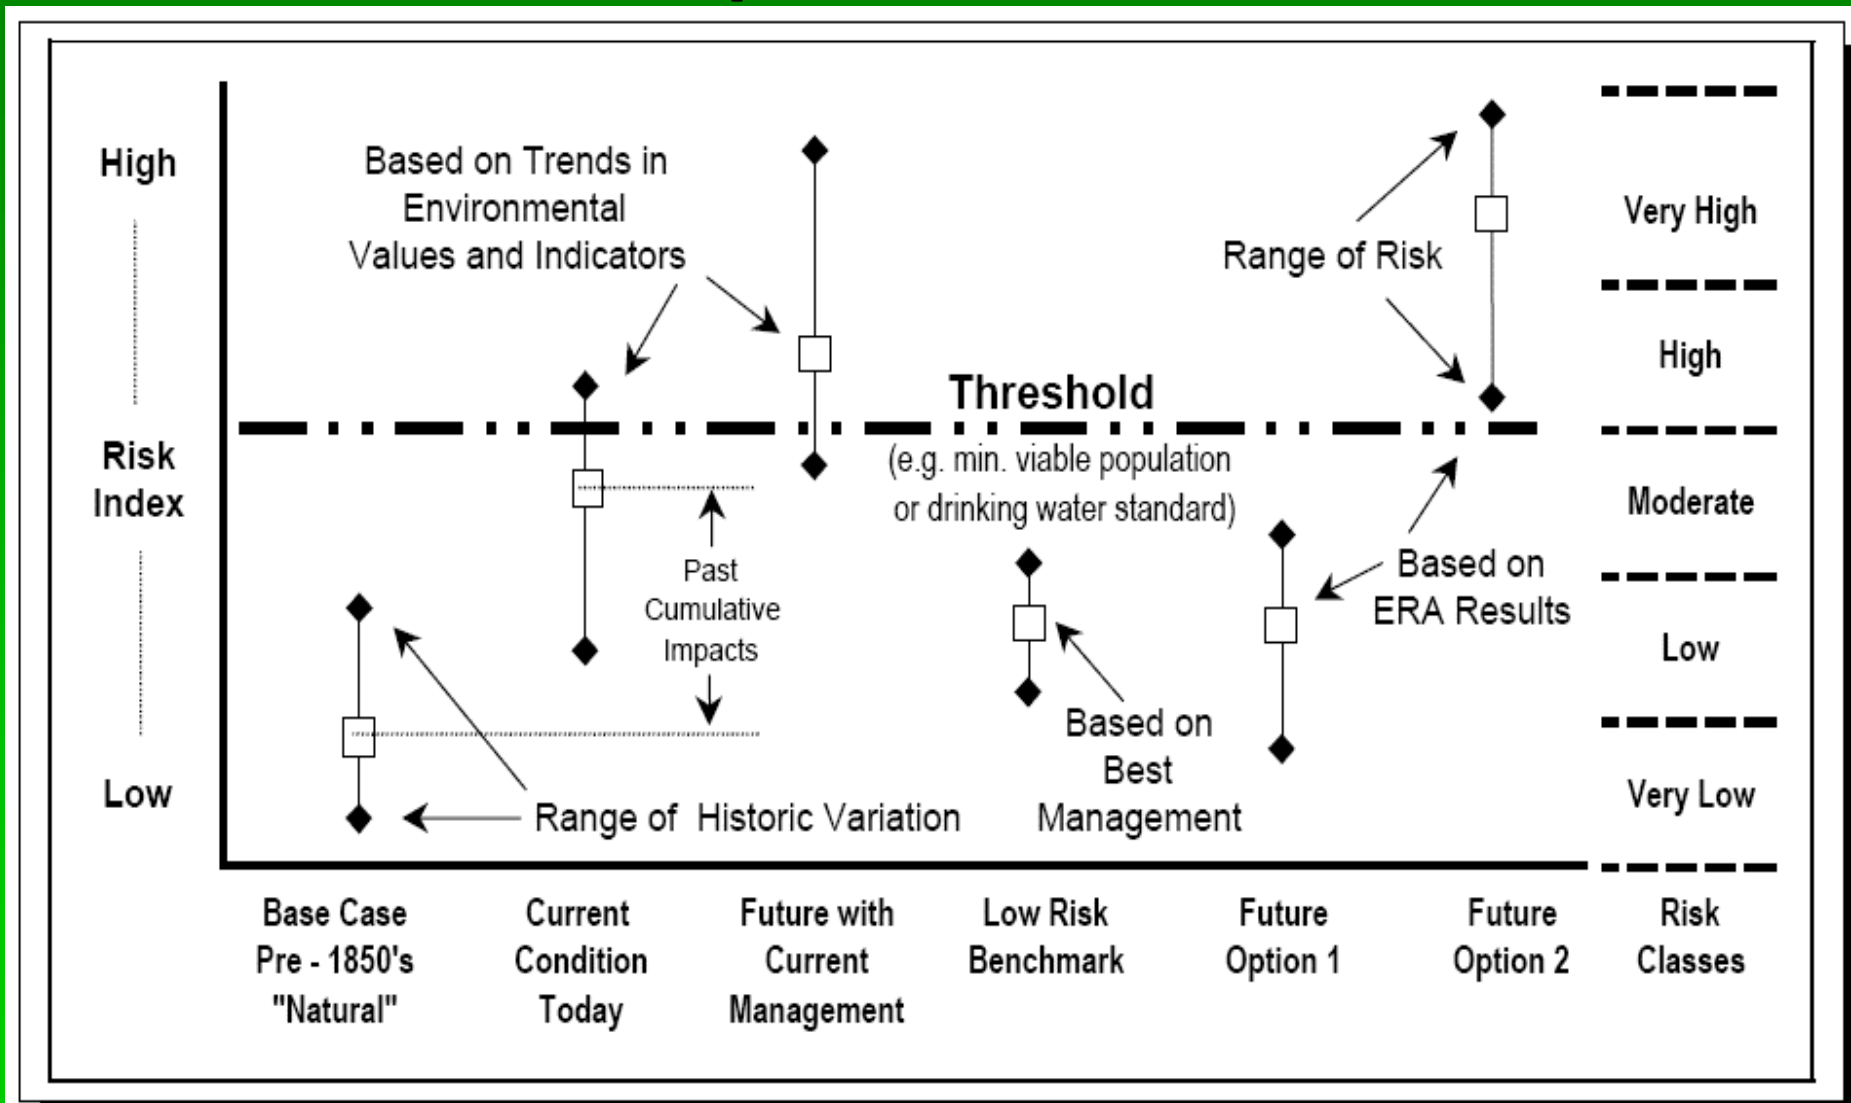 High
Risk
Index
Low
Based on Trends in
Environmental
Values and Indicators
Threshold
(e.g. min. viable population
or drinking water standard)
Range of Risk
Past
Cumulative
Impacts
Range of Historic Variation
Based on
Best
Management
Based on
ERA Results
Very High
High
Moderate
Low
Very Low
Base Case
Pre - 1850's
"Natural"
Current
Condition
Today
Future with
Current
Management
Low Risk
Benchmark
Future
Option 1
Future
Option 2
Risk
Classes